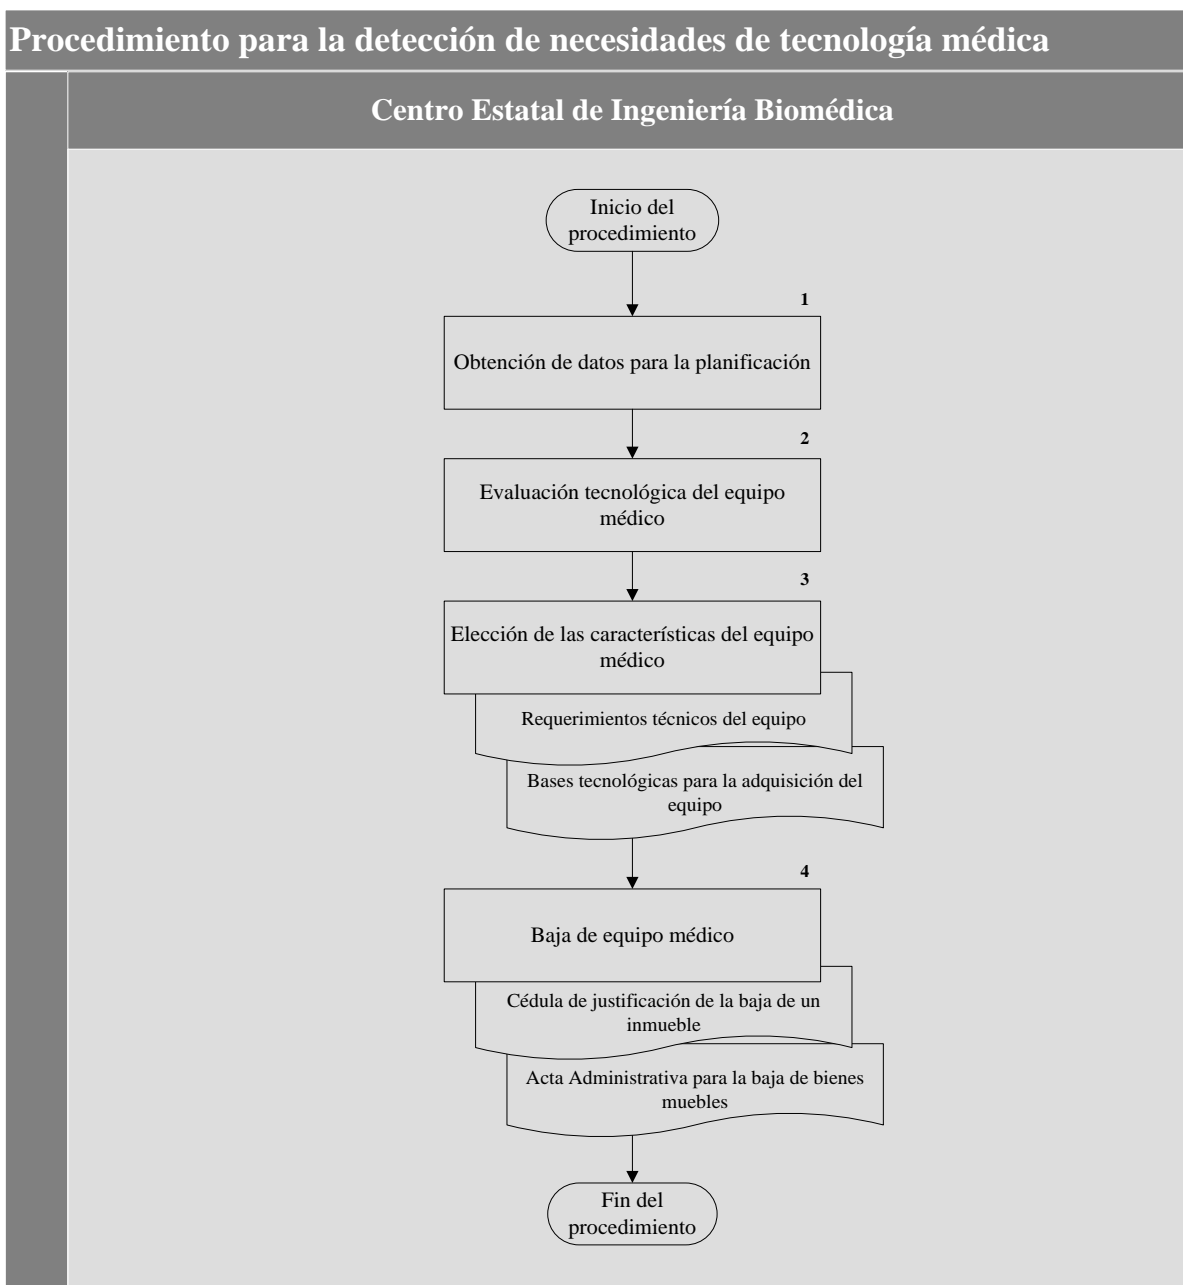 Procedimiento para la detección de necesidades de tecnología médica
Centro Estatal de Ingeniería Biomédica
Inicio del
procedimiento
1
Obtención de datos para la planificación
2
Evaluación tecnológica del equipo
médico
3
Elección de las características del equipo
médico
Requerimientos técnicos del equipo
Bases tecnológicas para la adquisición del
equipo
4
Baja de equipo médico
Cédula de justificación de la baja de un
inmueble
Acta Administrativa para la baja de bienes
muebles
Fin del
procedimiento